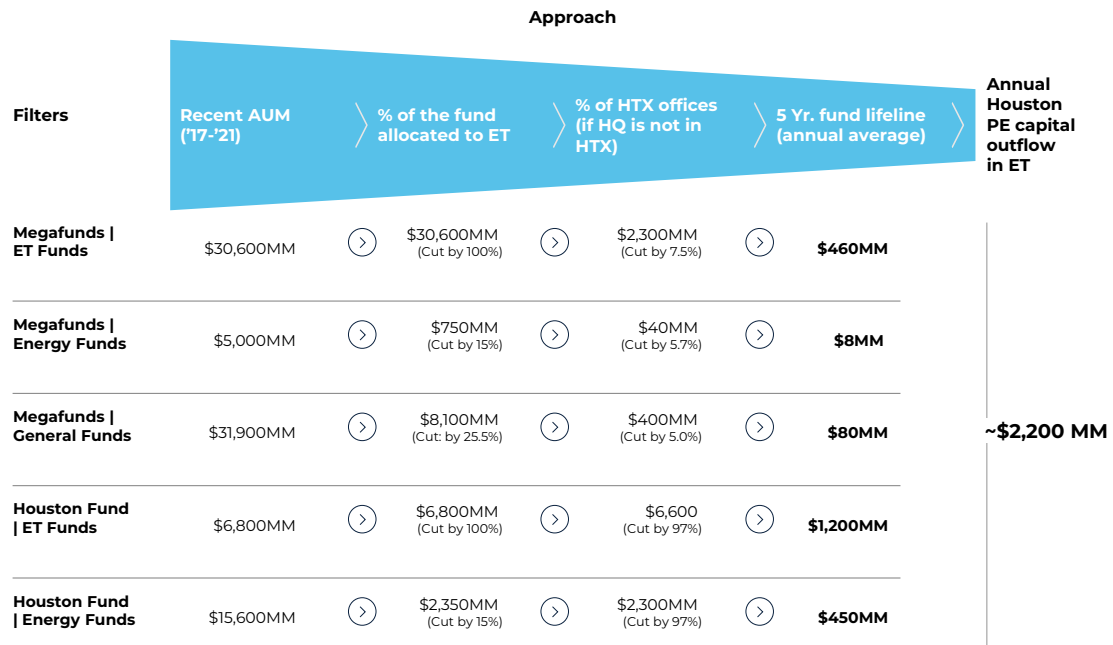 Approach
Filters
Recent AUM
('17-'21)
% of the fund
allocated to ET
% of HTX offices
(if HQ is not in
HTX)
5 Yr. fund lifeline
(annual average)
Annual
Houston
PE capital
outflow
in ET
Megafunds |
ET Funds
$30,600MM
$30,600MM
(Cut by 100%)
$2,300MM
(Cut by 7.5%)
$460MM
Megafunds |
Energy Funds
$5,000MM
$750MM
(Cut by 15%)
$40MM
(Cut by 5.7%)
$8MM
Megafunds |
General Funds
$31,900MM
$8,100MM
(Cut: by 25.5%)
$400MM
(Cut by 5.0%)
$80MM
~$2,200 MM
Houston Fund
| ET Funds
$6,800MM
$6,800MM
(Cut by 100%)
$6,600
(Cut by 97%)
$1,200MM
Houston Fund
| Energy Funds
$15,600MM
$2,350MM
(Cut by 15%)
$2,300MM
(Cut by 97%)
$450MM